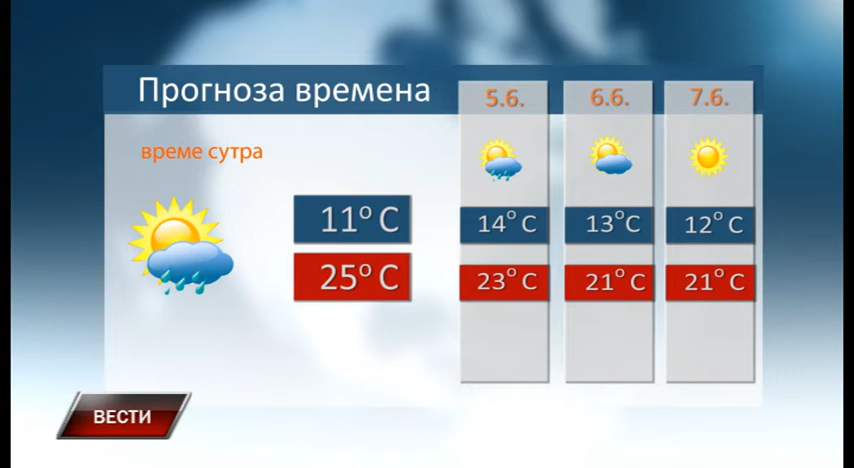 Прогноза времена
време сутра
11° C
25° C
5.6.
14° C
23° C
6.6.
13°C
21° C
7.6.
12° C
21° C
ВЕСТИ